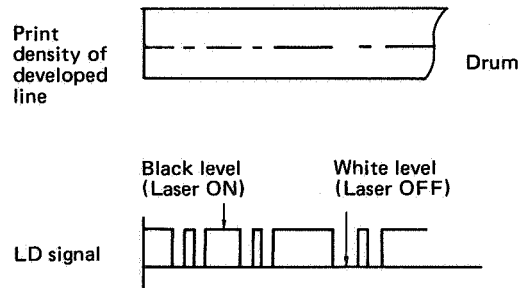 Print
density of
developed
line
Drum
Black level
(Laser ON)
White level
(Laser OFF)
LD signal